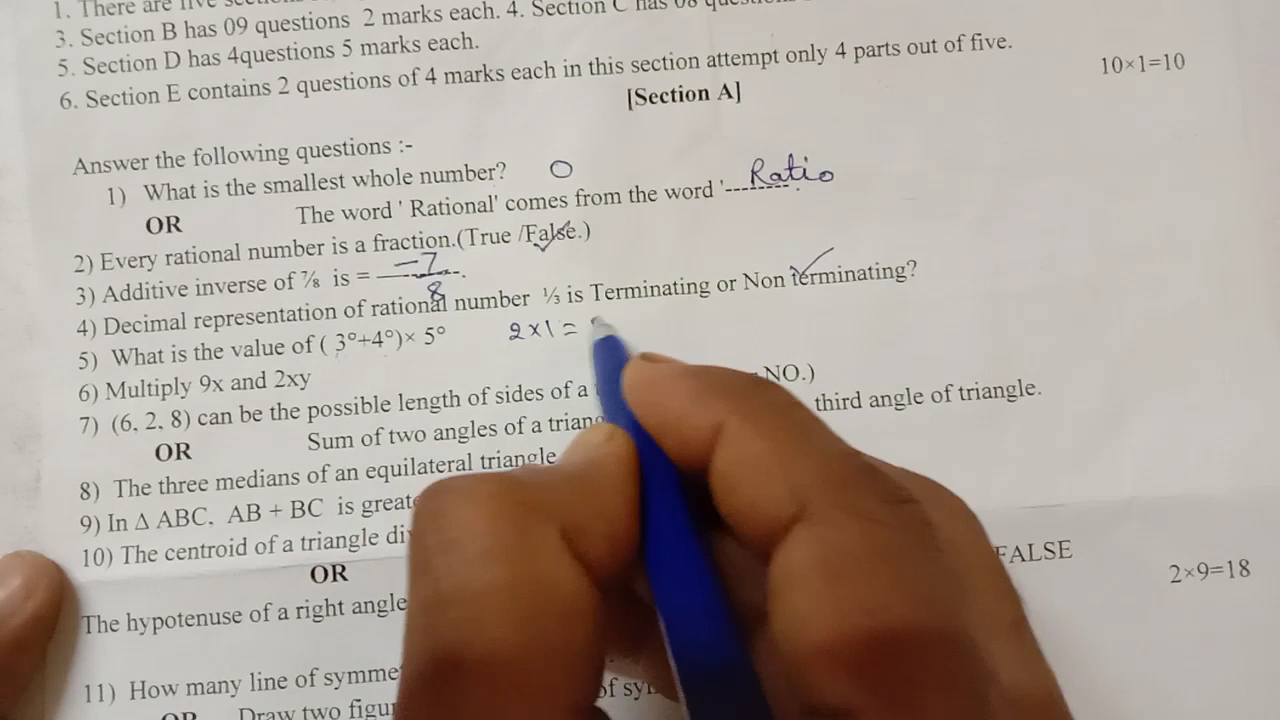 1. There are five
3. Section B has 09 questions 2 marks each. 4. Section C has 08
5. Section D has 4questions 5 marks each.
6. Section E contains 2 questions of 4 marks each in this section attempt only 4 parts out of five.
[Section A] 10×1=10
Answer the following questions :-
1) What is the smallest whole number? 0
OR The word ' Rational' comes from the word '-------- . Ratio
2) Every rational number is a fraction.(True /False.)
3) Additive inverse of ⅞ is = -7/8
4) Decimal representation of rational number ⅓ is Terminating or Non terminating?
5) What is the value of ( 3°+4°)× 5° 2×1=
6) Multiply 9x and 2xy
7) (6, 2, 8) can be the possible length of sides of a NO.)
OR Sum of two angles of a third angle of triangle.
8) The three medians of an equilateral triangle
9) In Δ ABC, AB + BC is
10) The centroid of a triangle FALSE
OR
The hypotenuse of a right angle
2×9=18
11) How many line of
OR Draw two